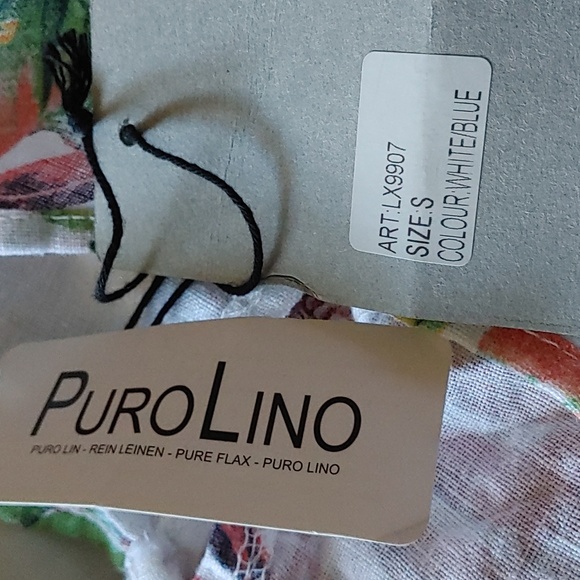 ART:LX9907
SIZE:S
COLOUR:WHITE/BLUE
PUROLINO
PURO LIN - REIN LEINEN - PURE FLAX - PURO LINO